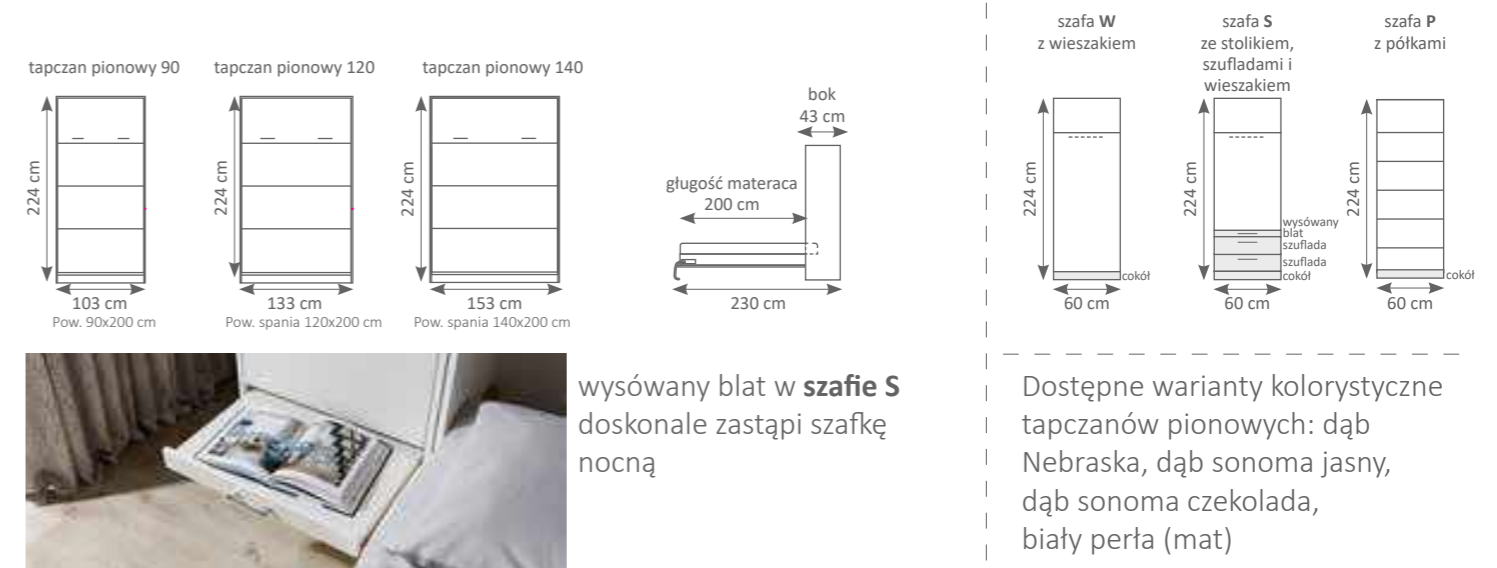 tapczan pionowy 90
224 cm
103 cm
Pow. 90x200 cm
tapczan pionowy 120
224 cm
133 cm
Pow. spania 120x200 cm
tapczan pionowy 140
224 cm
153 cm
Pow. spania 140x200 cm
bok
43 cm
gługość materaca
200 cm
230 cm
szafa W
z wieszakiem
224 cm
cokół
60 cm
szafa S
ze stolikiem,
szufladami i
wieszakiem
224 cm
wysówany
blat
szuflada
szuflada
cokół
60 cm
szafa P
z półkami
224 cm
cokół
60 cm
wysówany blat w szafie S
doskonale zastąpi szafkę
nocną
Dostępne warianty kolorystyczne
tapczanów pionowych: dąb
Nebraska, dąb sonoma jasny,
dąb sonoma czekolada,
biały perła (mat)